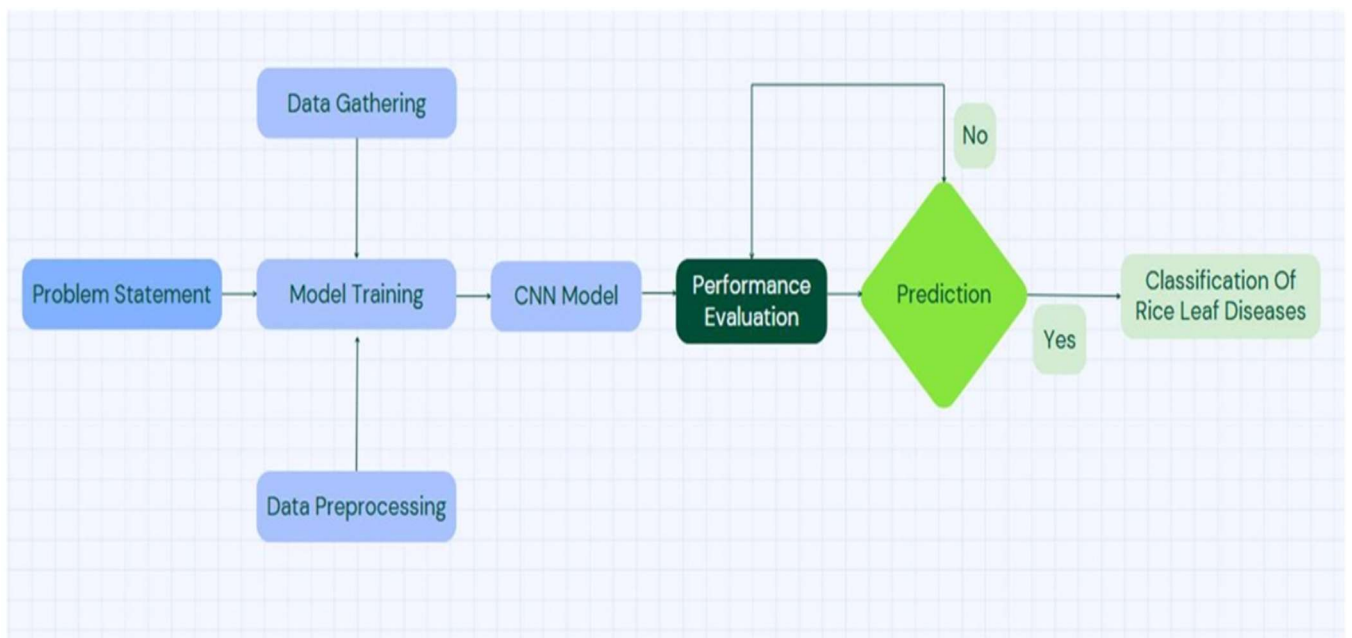 Data Gathering
No
Problem Statement
Model Training
CNN Model
Performance
Evaluation
Prediction
Classification Of
Rice Leaf Diseases
Yes
Data Preprocessing